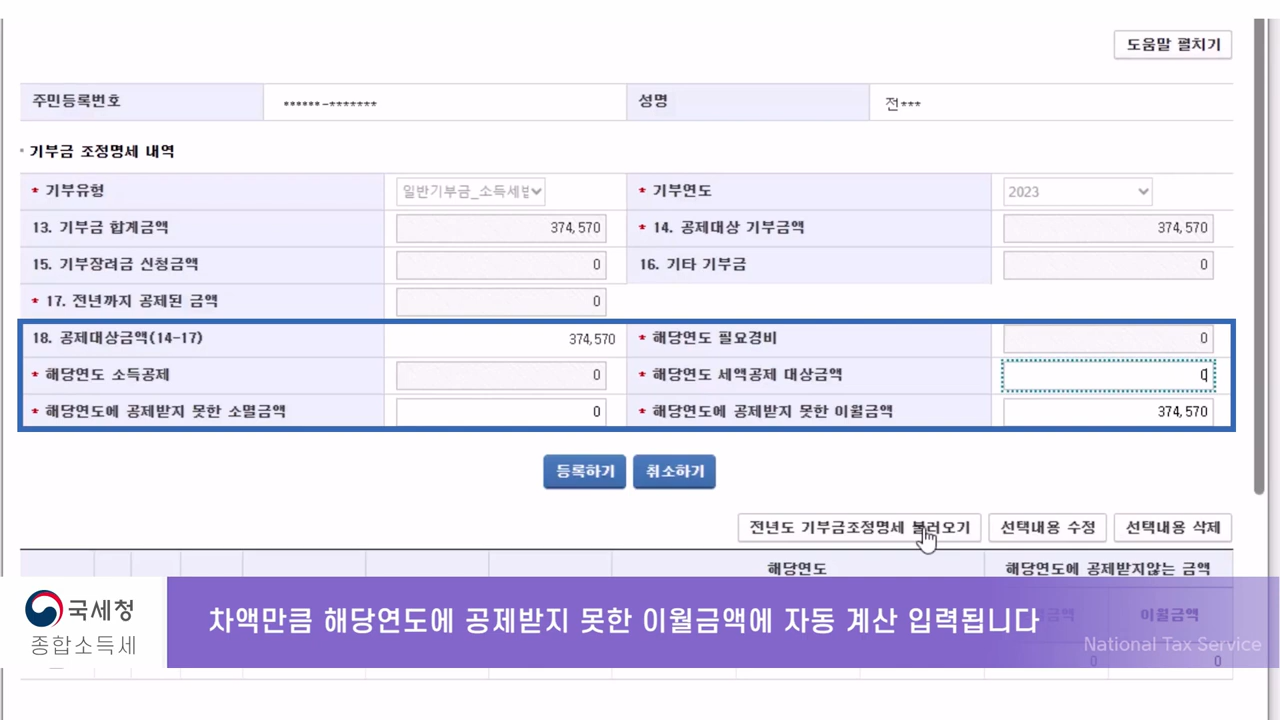 도움말 펼치기
주민등록번호 ******-******* 성명 전***
기부금 조정명세 내역
* 기부유형 일반기부금_소득세법 * 기부연도 2023
13. 기부금 합계금액 374,570 * 14. 공제대상 기부금액 374,570
15. 기부장려금 신청금액 0 16. 기타 기부금 0
* 17. 전년까지 공제된 금액 0
18. 공제대상금액(14-17) 374,570 * 해당연도 필요경비 0
* 해당연도 소득공제 0 * 해당연도 세액공제 대상금액 0
* 해당연도에 공제받지 못한 소멸금액 0 * 해당연도에 공제받지 못한 이월금액 374,570
등록하기 취소하기
전년도 기부금조정명세 불러오기 선택내용 수정 선택내용 삭제
해당연도 해당연도에 공제받지않는 금액
이월금액
국세청
종합소득세
차액만큼 해당연도에 공제받지 못한 이월금액에 자동 계산 입력됩니다
National Tax Service
0 0